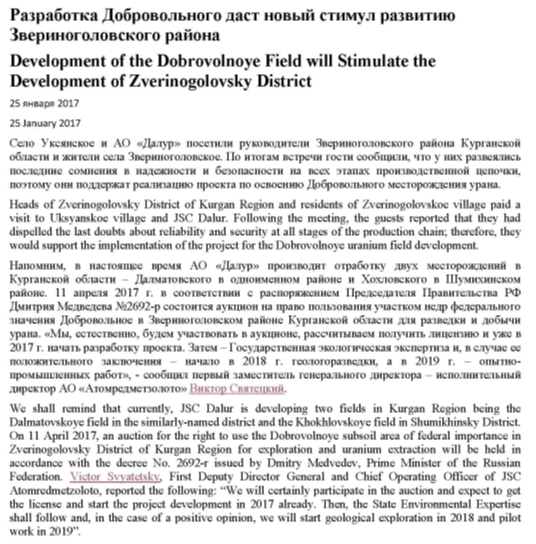 Разработка Добровольного даст новый стимул развитию
Звериноголовского района
Development of the Dobrovolnoye Field will Stimulate the
Development of Zverinogolovsky District
25 января 2017
25 January 2017
Село Уксянское и АО «Далур» посетили руководители Звериноголовского района Курганской
области и жители села Звериноголовское. По итогам встречи гости сообщили, что у них развеялись
последние сомнения в надежности и безопасности на всех этапах производственной цепочки,
поэтому они поддержат реализацию проекта по освоению Добровольного месторождения урана.
Heads of Zverinogolovsky District of Kurgan Region and residents of Zverinogolovskoe village paid a
visit to Uksyanskoe village and JSC Dalur. Following the meeting, the guests reported that they had
dispelled the last doubts about reliability and security at all stages of the production chain; therefore, they
would support the implementation of the project for the Dobrovolnoye uranium field development.
Напомним, в настоящее время АО «Далур» производит отработку двух месторождений в
Курганской области – Далматовского в одноименном районе и Хохловского в Шумихинском
районе. 11 апреля 2017 г. в соответствии с распоряжением Председателя Правительства РФ
Дмитрия Медведева №2692-р состоится аукцион на право пользования участком недр федерального
значения Добровольное в Звериноголовском районе Курганской области для разведки и добычи
урана. «Мы, естественно, будем участвовать в аукционе, рассчитываем получить лицензию и уже в
2017 г. начать разработку проекта. Затем – Государственная экологическая экспертиза и, в случае ее
положительного заключения – начало в 2018 г. геологоразведки, а в 2019 г. – опытно-
промышленных работ», - сообщил первый заместитель генерального директора – исполнительный
директор АО «Атомредметзолото» Виктор Святецкий.
We shall remind that currently, JSC Dalur is developing two fields in Kurgan Region being the
Dalmatovskoye field in the similarly-named district and the Khokhlovskoye field in Shumikhinsky District.
On 11 April 2017, an auction for the right to use the Dobrovolnoye subsoil area of federal importance in
Zverinogolovsky District of Kurgan Region for exploration and uranium extraction will be held in
accordance with the decree No. 2692-r issued by Dmitry Medvedev, Prime Minister of the Russian
Federation. Victor Svyatetsky, First Deputy Director General and Chief Operating Officer of JSC
Atomredmetzoloto, reported the following: “We will certainly participate in the auction and expect to get
the license and start the project development in 2017 already. Then, the State Environmental Expertise
shall follow and, in the case of a positive opinion, we will start geological exploration in 2018 and pilot
work in 2019”.